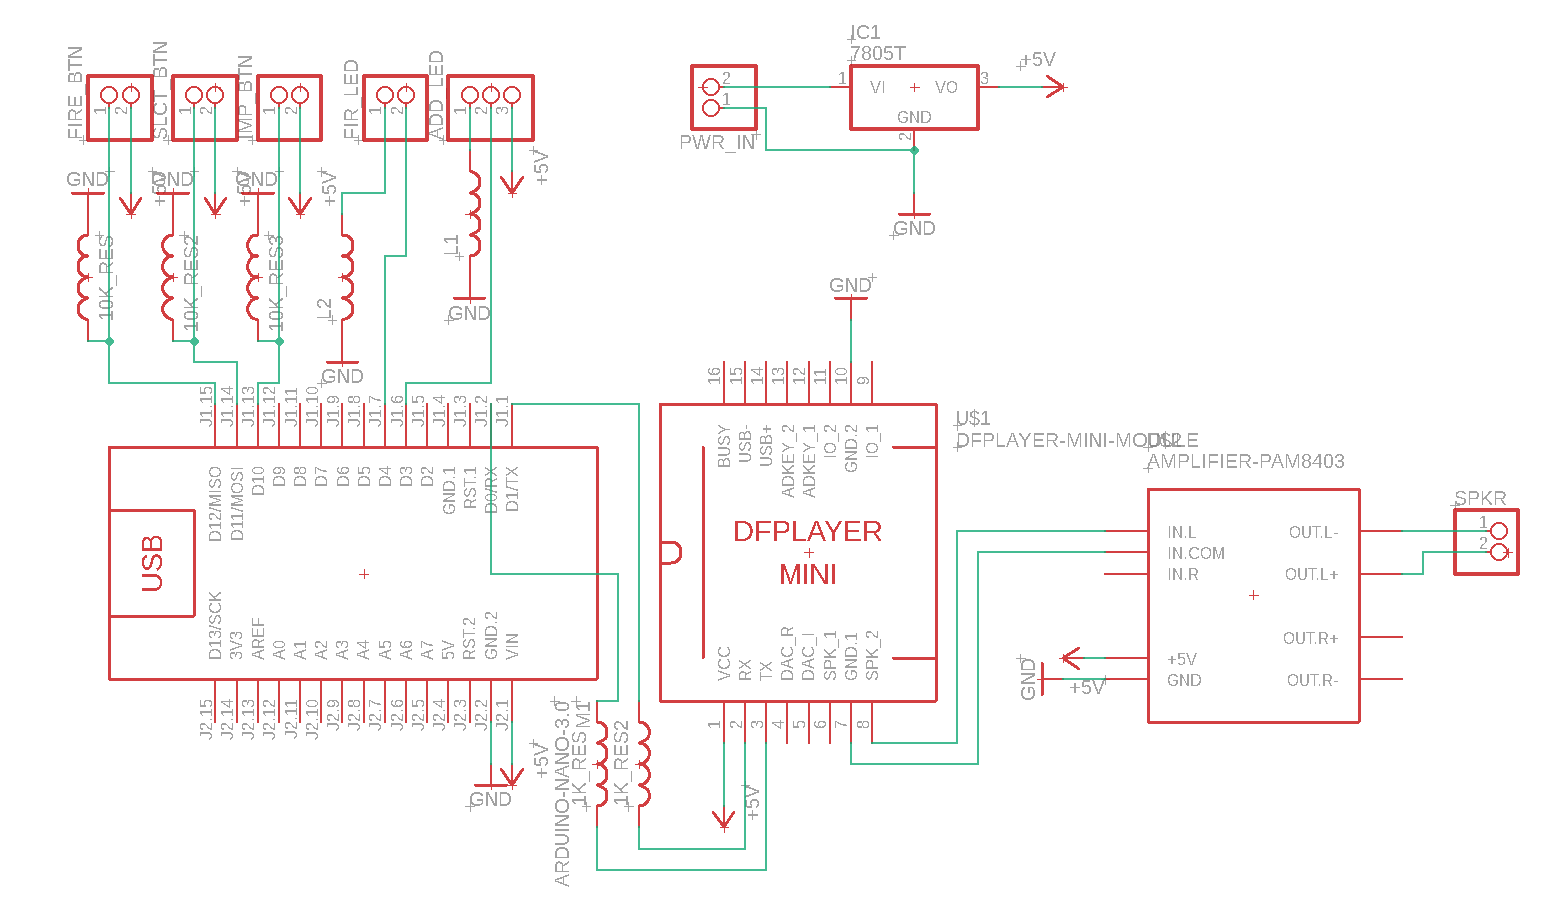 FIRE_BTN
1
2
SLCT_BTN
1
2
JMP_BTN
1
2
FIR_LED
1
2
ADD_LED
1
2
3
PWR_IN
2
1
IC1
7805T
1
VI
VO
3
GND
2
+5V
GND
GND
+5V
GND
+5V
GND
+5V
+5V
10K_RES
10K_RES2
10K_RES3
L2
L1
GND
GND
GND
J1.15
J1.14
J1.13
J1.12
J1.11
J1.10
J1.9
J1.8
J1.7
J1.6
J1.5
J1.4
J1.3
J1.2
J1.1
D12/MISO
D11/MOSI
D10
D9
D8
D7
D6
D5
D4
D3
D2
GND.1
RST.1
D0/RX
D1/TX
USB
D13/SCK
3V3
AREF
A0
A1
A2
A3
A4
A5
A6
A7
5V
RST.2
GND.2
VIN
J2.15
J2.14
J2.13
J2.12
J2.11
J2.10
J2.9
J2.8
J2.7
J2.6
J2.5
J2.4
J2.3
J2.2
J2.1
GND
+5V
ARDUINO-NANO-3.0
M1
1K_RES
1K_RES2
16
15
14
13
12
11
10
9
BUSY
USB-
USB+
ADKEY_2
ADKEY_1
IO_2
GND.2
IO_1
DFPLAYER
MINI
VCC
RX
TX
DAC_R
DAC_I
SPK_1
GND.1
SPK_2
1
2
3
4
5
6
7
8
+5V
U$1
DFPLAYER-MINI-MODULE
U$2
AMPLIFIER-PAM8403
IN.L
IN.COM
IN.R
+5V
GND
OUT.L-
OUT.L+
OUT.R+
OUT.R-
GND
+5V
SPKR
1
2